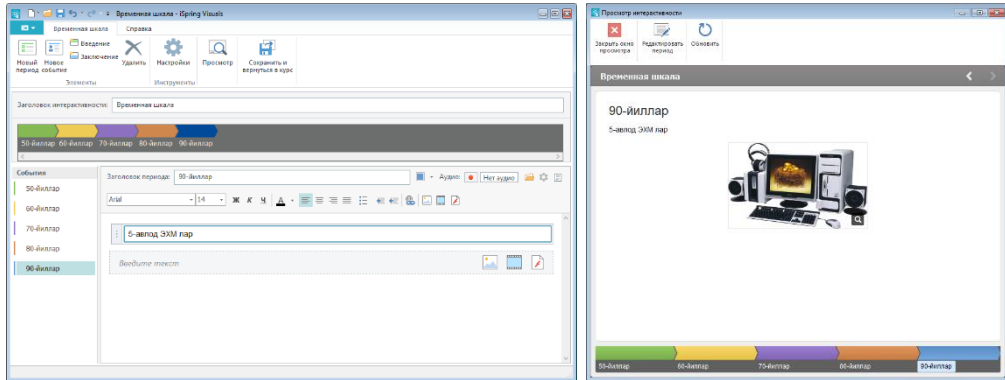 Временная шкала - iSpring Visuals
Временная шкала Справка
Новый период
Новое событие
Введение
Заключение
Удалить
Настройки
Просмотр
Сохранить и вернуться в курс
Элементы
Инструменты
Заголовок интерактивности: Временная шкала
50-йиллар 60-йиллар 70-йиллар 80-йиллар 90-йиллар
События
50-йиллар
60-йиллар
70-йиллар
80-йиллар
90-йиллар
Заголовок периода: 90-йиллар
Аудио: Нет аудио
Arial 14 Ж К Ч A
5-авлод ЭХМ лар
Введите текст
Просмотр интерактивности
Закрыть окно просмотра
Редактировать период
Обновить
Временная шкала
90-йиллар
5-авлод ЭХМ лар
50-йиллар 60-йиллар 70-йиллар 80-йиллар 90-йиллар